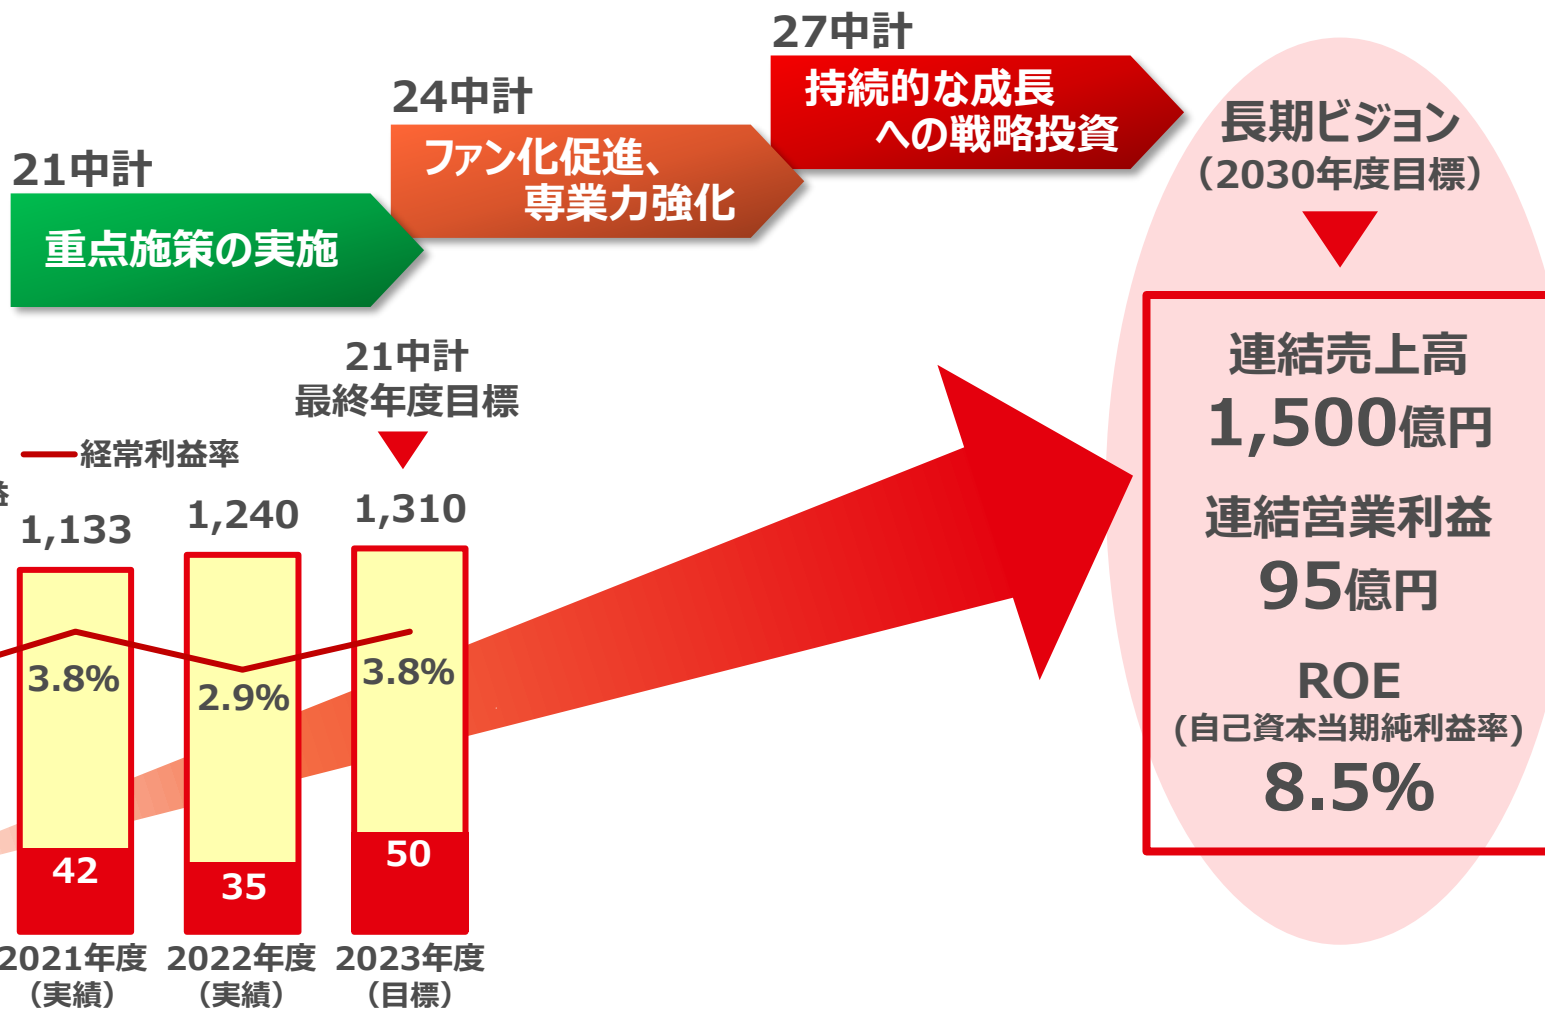 27中計
持続的な成長
への戦略投資
24中計
ファン化促進、
専業力強化
21中計
重点施策の実施
長期ビジョン
（2030年度目標）
連結売上高
1,500億円
連結営業利益
95億円
ROE
(自己資本当期純利益率)
8.5%
21中計
最終年度目標
経常利益率
益
1,133
1,240
1,310
3.8%
2.9%
3.8%
42
35
50
2021年度
（実績）
2022年度
（実績）
2023年度
（目標）